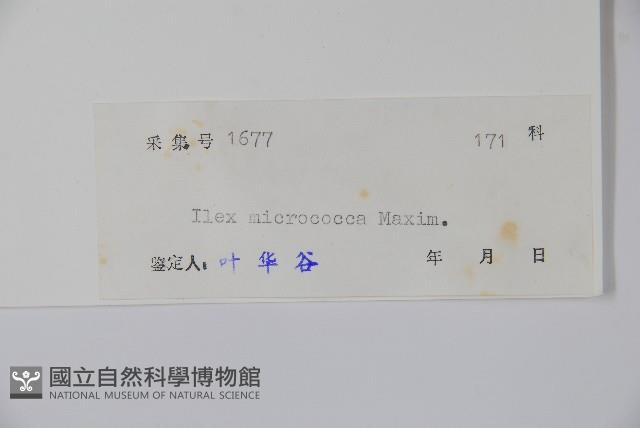 采集号 1677 171 科
Ilex micrococca Maxim.
鉴定人: 叶华谷 年 月 日
國立自然科學博物館
NATIONAL MUSEUM OF NATURAL SCIENCE